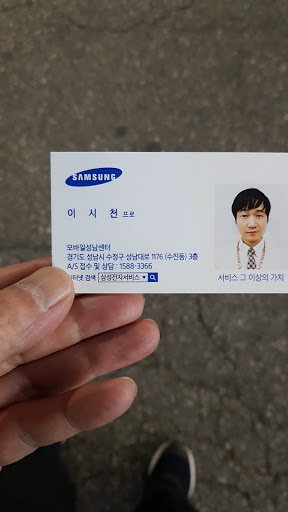 SAMSUNG
이 시 천 프로
모바일성남센터
경기도 성남시 수정구 성남대로 1176 (수진동) 3층
A/S 접수 및 상담 : 1588-3366
터넷 검색 삼성전자서비스
서비스 그 이상의 가치